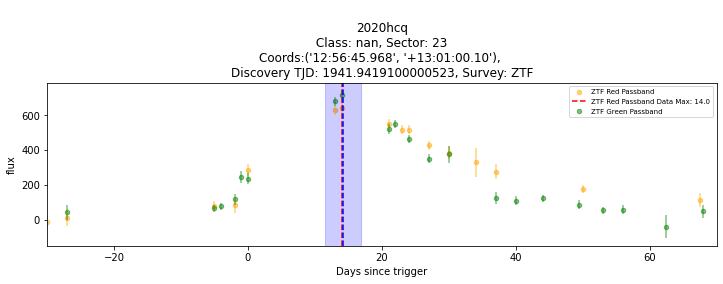 2020hcq
Class: nan, Sector: 23
Coords:('12:56:45.968', '+13:01:00.10'),
Discovery TJD: 1941.9419100000523, Survey: ZTF
ZTF Red Passband
ZTF Red Passband Data Max: 14.0
ZTF Green Passband
600
400
200
0
flux
−20
0
20
40
60
Days since trigger